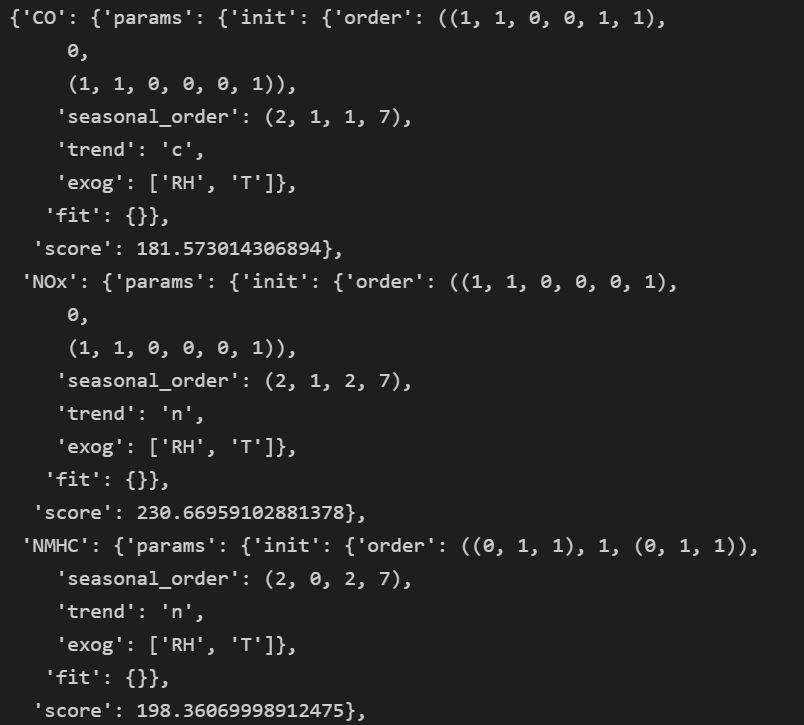 {'CO': {'params': {'init': {'order': ((1, 1, 0, 0, 1, 1),
0,
(1, 1, 0, 0, 0, 1)),
'seasonal_order': (2, 1, 1, 7),
'trend': 'c',
'exog': ['RH', 'T']},
'fit': {}},
'score': 181.573014306894},
'NOx': {'params': {'init': {'order': ((1, 1, 0, 0, 0, 1),
0,
(1, 1, 0, 0, 0, 1)),
'seasonal_order': (2, 1, 2, 7),
'trend': 'n',
'exog': ['RH', 'T']},
'fit': {}},
'score': 230.66959102881378},
'NMHC': {'params': {'init': {'order': ((0, 1, 1), 1, (0, 1, 1)),
'seasonal_order': (2, 0, 2, 7),
'trend': 'n',
'exog': ['RH', 'T']},
'fit': {}},
'score': 198.36069998912475},